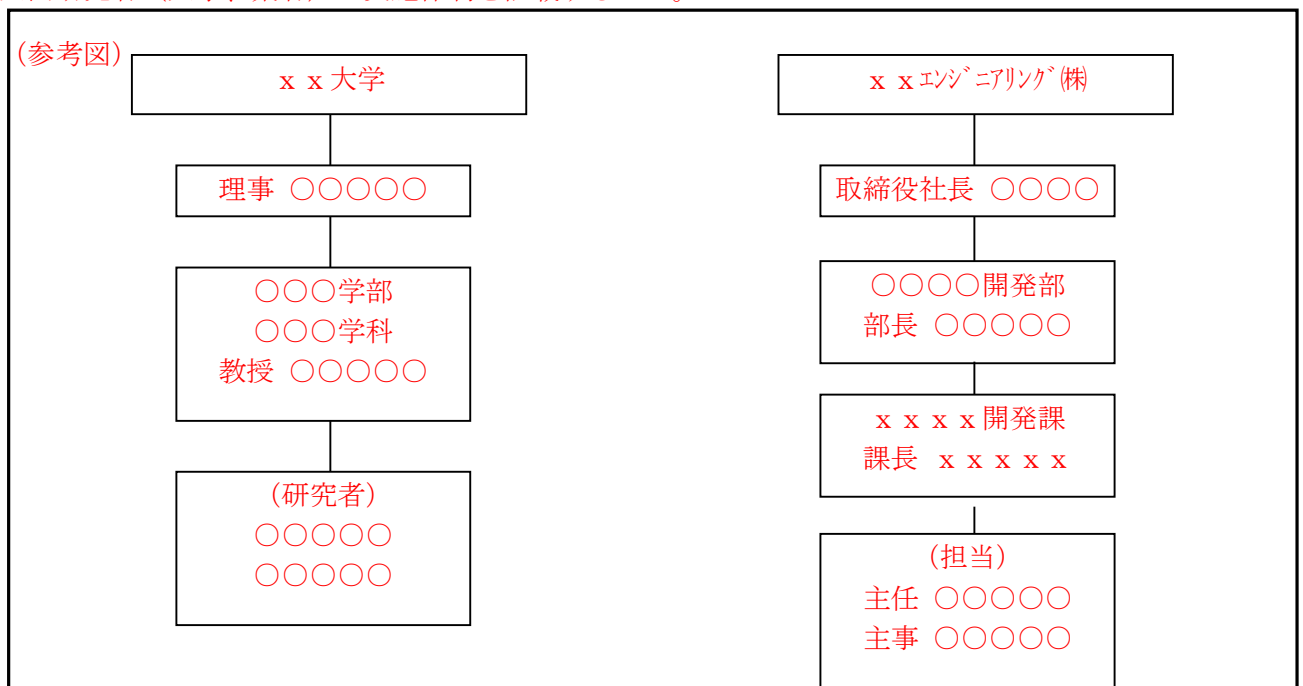 (参考図)
ｘｘ大学
理事 ○○○○○
○○○学部
○○○学科
教授 ○○○○○
(研究者)
○○○○○
○○○○○
ｘｘｴﾝｼﾞﾆｱﾘﾝｸﾞ㈱
取締役社長 ○○○○
○○○○開発部
部長 ○○○○○
ｘｘｘｘ開発課
課長 ｘｘｘｘｘ
(担当)
主任 ○○○○○
主事 ○○○○○